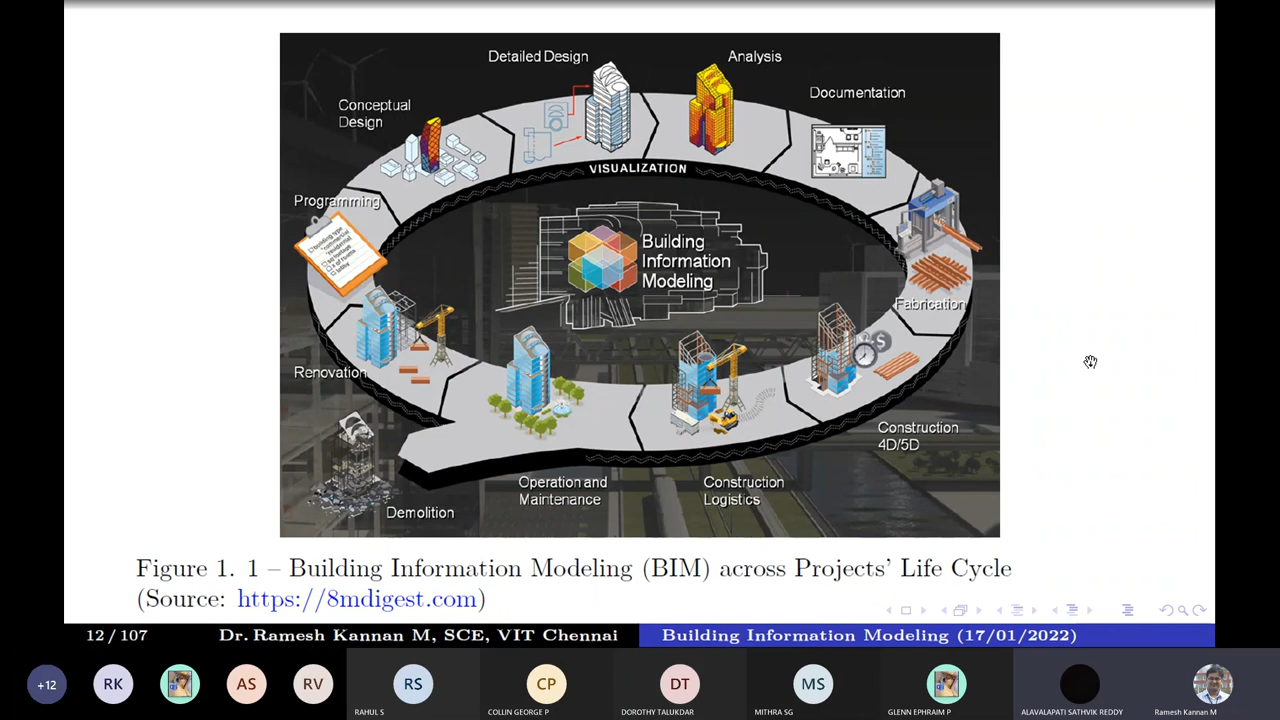 Detailed Design
Analysis
Conceptual
Design
Documentation
VISUALIZATION
Programming
Building
Information
Modeling
Fabrication
Renovation
Construction
4D/5D
Operation and
Maintenance
Construction
Logistics
Demolition
Figure 1. 1 – Building Information Modeling (BIM) across Projects' Life Cycle
(Source: https://8mdigest.com)
12 / 107
Dr. Ramesh Kannan M, SCE, VIT Chennai
Building Information Modeling (17/01/2022)
+12
RK
AS
RV
RS
CP
DT
MS
RAHUL S
COLLIN GEORGE P
DOROTHY TALUKDAR
MITHRA SG
GLENN EPHRAIM P
ALAVALAPATI SATHVIK REDDY
Ramesh Kannan M